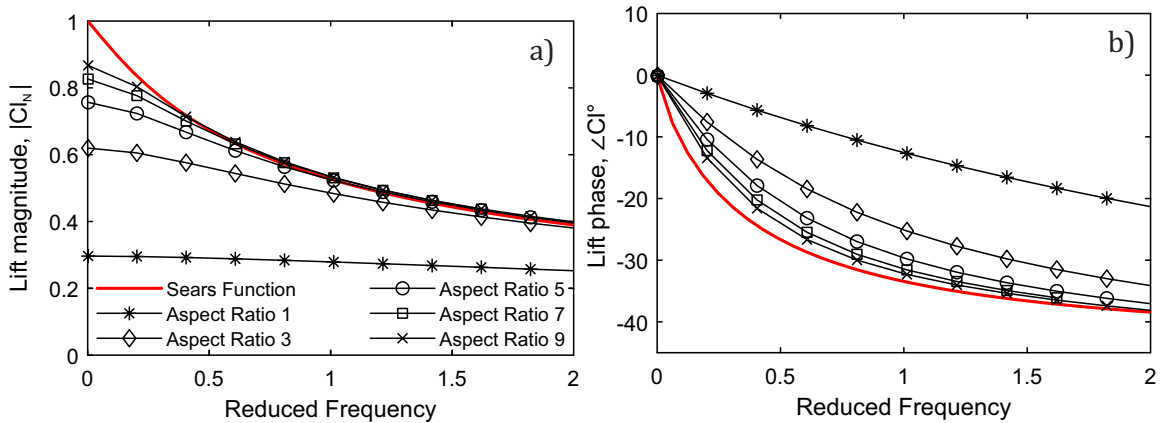 a)
Lift magnitude, |Cl_N|
1
0.8
0.6
0.4
0.2
0
Sears Function
Aspect Ratio 1
Aspect Ratio 3
Aspect Ratio 5
Aspect Ratio 7
Aspect Ratio 9
0 0.5 1 1.5 2
Reduced Frequency
b)
Lift phase, ∠Cl°
10
0
-10
-20
-30
-40
0 0.5 1 1.5 2
Reduced Frequency